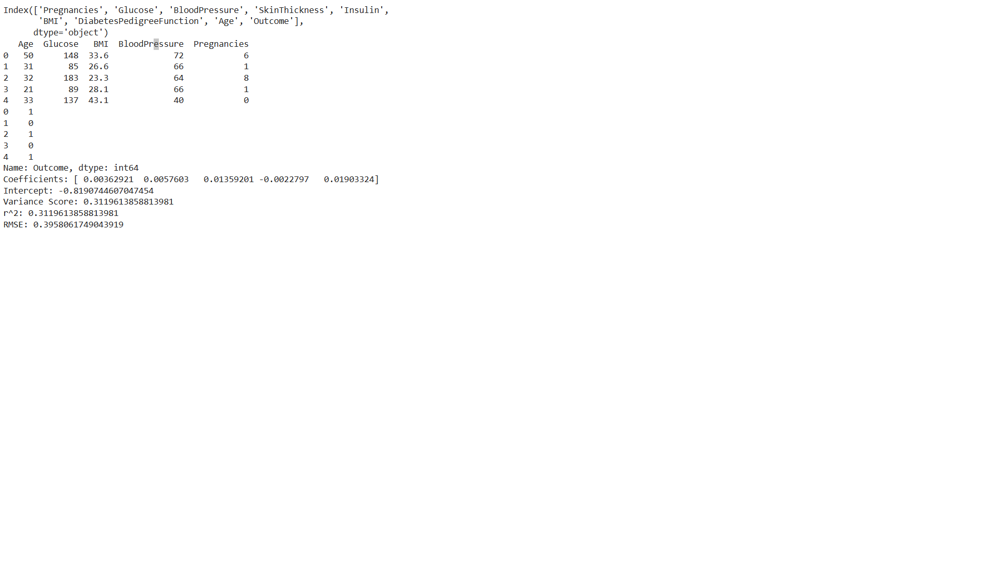 Index(['Pregnancies', 'Glucose', 'BloodPressure', 'SkinThickness', 'Insulin',
       'BMI', 'DiabetesPedigreeFunction', 'Age', 'Outcome'],
      dtype='object')
   Age  Glucose   BMI  BloodPressure  Pregnancies
0   50      148  33.6             72            6
1   31       85  26.6             66            1
2   32      183  23.3             64            8
3   21       89  28.1             66            1
4   33      137  43.1             40            0
0    1
1    0
2    1
3    0
4    1
Name: Outcome, dtype: int64
Coefficients: [ 0.00362921  0.0057603   0.01359201 -0.0022797   0.01903324]
Intercept: -0.8190744607047454
Variance Score: 0.3119613858813981
r^2: 0.3119613858813981
RMSE: 0.3958061749043919